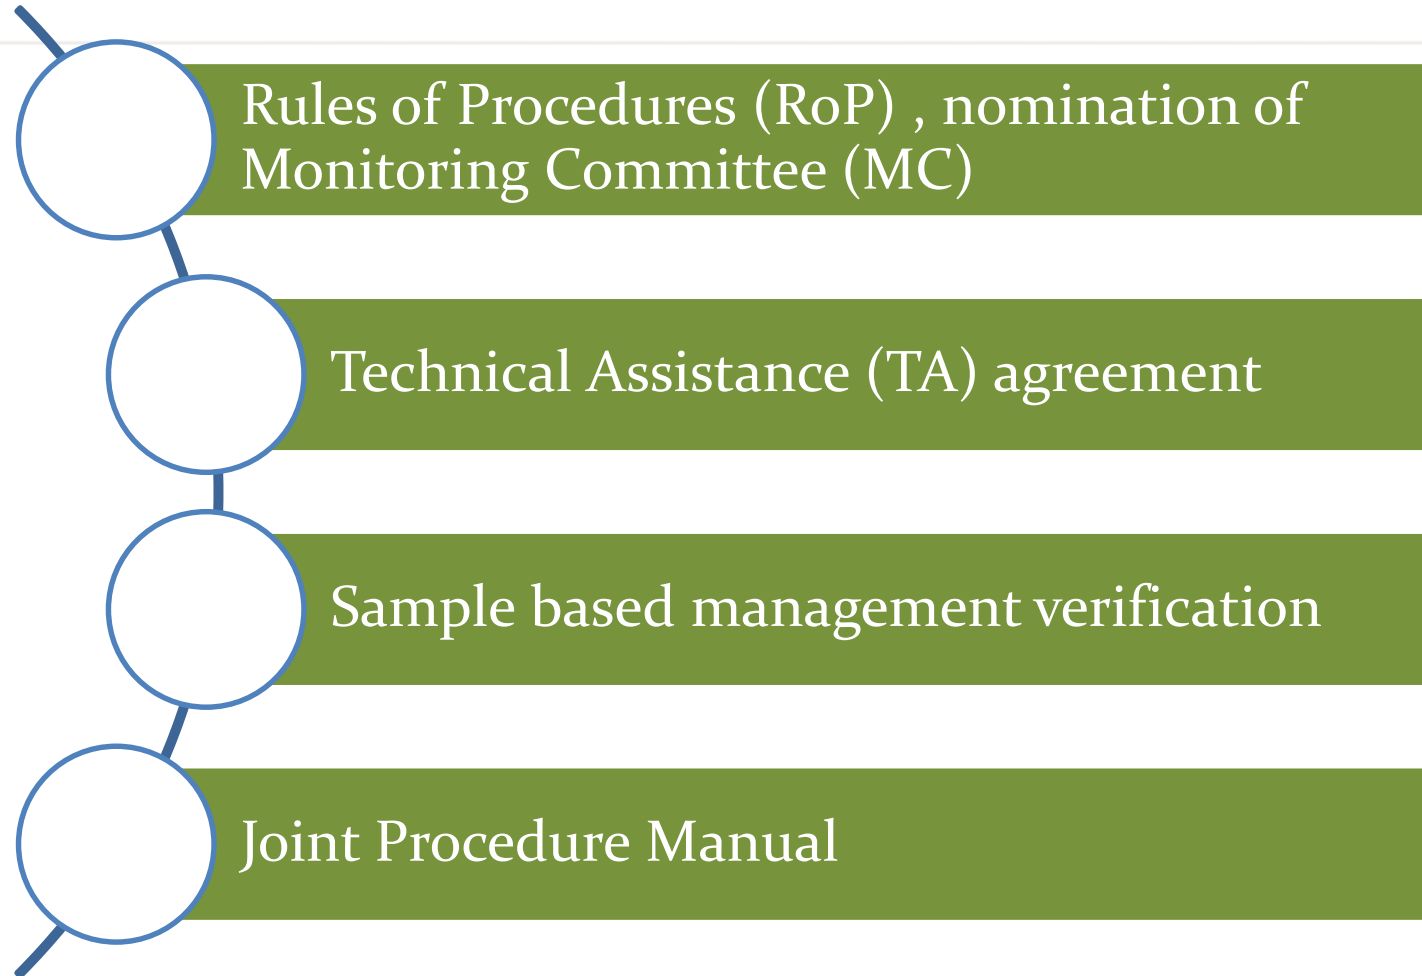 Rules of Procedures (RoP) , nomination of
Monitoring Committee (MC)
Technical Assistance (TA) agreement
Sample based management verification
Joint Procedure Manual